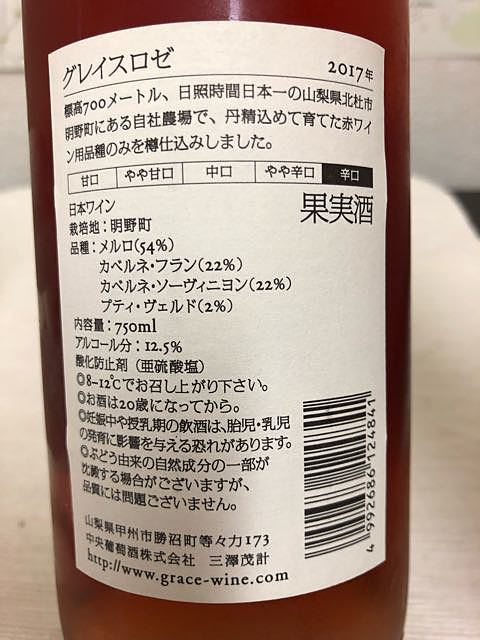 グレイスロゼ 2017年
標高700メートル、日照時間日本一の山梨県北杜市
明野町にある自社農場で、丹精込めて育てた赤ワイ
ン用品種のみを樽仕込みしました。
甘口 やや甘口 中口 やや辛口 辛口
日本ワイン
果実酒
栽培地：明野町
品種：メルロ(54%)
カベルネ・フラン(22%)
カベルネ・ソーヴィニヨン(22%)
プティ・ヴェルド(2%)
内容量：750ml
アルコール分：12.5%
酸化防止剤（亜硫酸塩）
◎8-12℃でお召し上がり下さい。
◎お酒は20歳になってから。
◎妊娠中や授乳期の飲酒は、胎児・乳児
の発育に影響を与える恐れがあります。
◎ぶどう由来の自然成分の一部が
沈澱する場合がございますが、
品質には問題ございません。
4992686124841
山梨県甲州市勝沼町等々力173
中央葡萄酒株式会社 三澤茂計
http://www.grace-wine.com